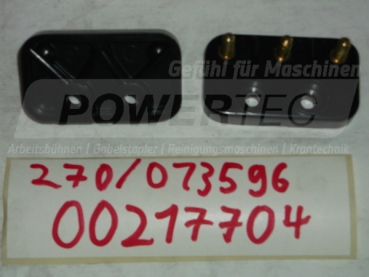 Gefühl für Maschinen
POWERTEC
Arbeitsbühnen | Gabelstapler | Reinigungsmaschinen | Krantechnik
270/073596
00217704